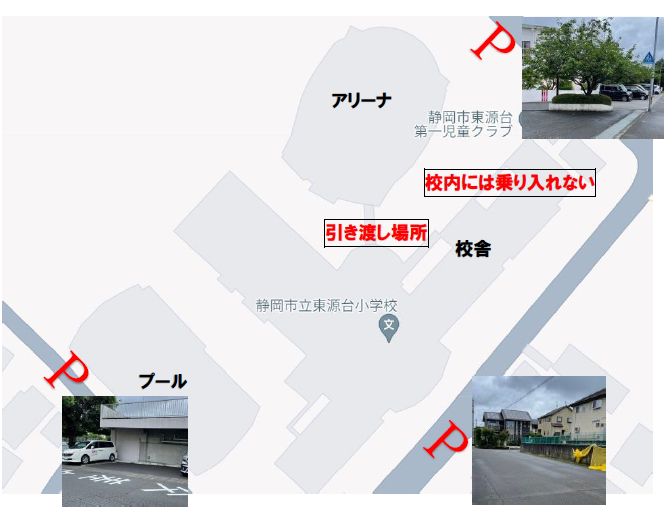 P
アリーナ
静岡市東源台
第一児童クラブ
校内には乗り入れない
引き渡し場所
校舎
静岡市立東源台小学校
文
P
プール
P